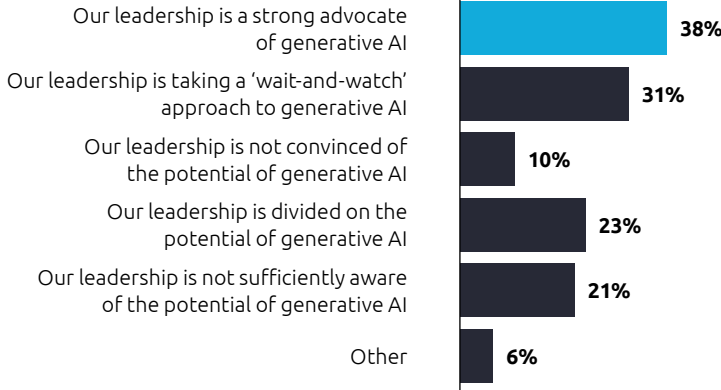 Our leadership is a strong advocate
of generative AI
38%
Our leadership is taking a ‘wait-and-watch’
approach to generative AI
31%
Our leadership is not convinced of
the potential of generative AI
10%
Our leadership is divided on the
potential of generative AI
23%
Our leadership is not sufficiently aware
of the potential of generative AI
21%
Other
6%